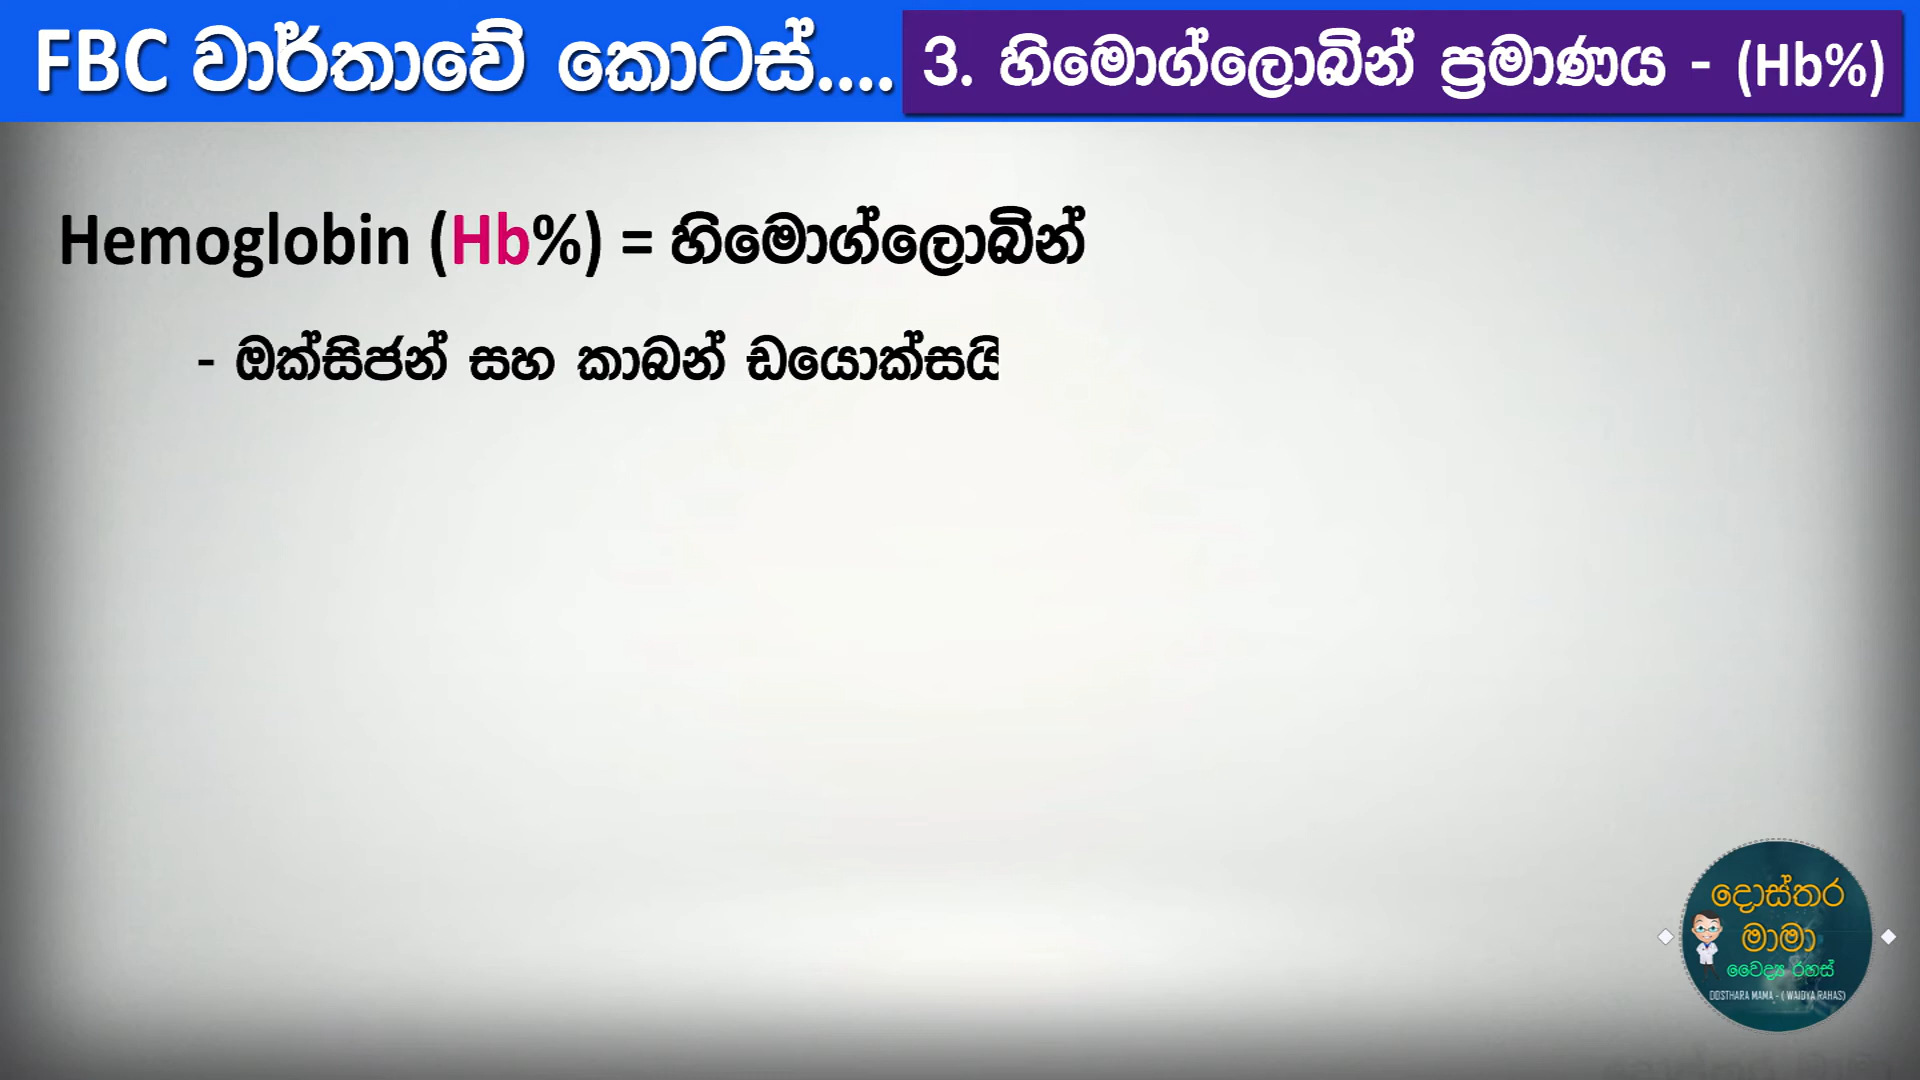 FBC වාර්තාවේ කොටස්.... 3. හිමොග්ලොබින් ප්‍රමාණය - (Hb%)
Hemoglobin (Hb%) = හිමොග්ලොබින්
- ඔක්සිජන් සහ කාබන් ඩයොක්සයි
දොස්තර
මාමා
වෛද්‍ය රහස්
DOSTHARA MAMA - ( WAIDYA RAHAS)